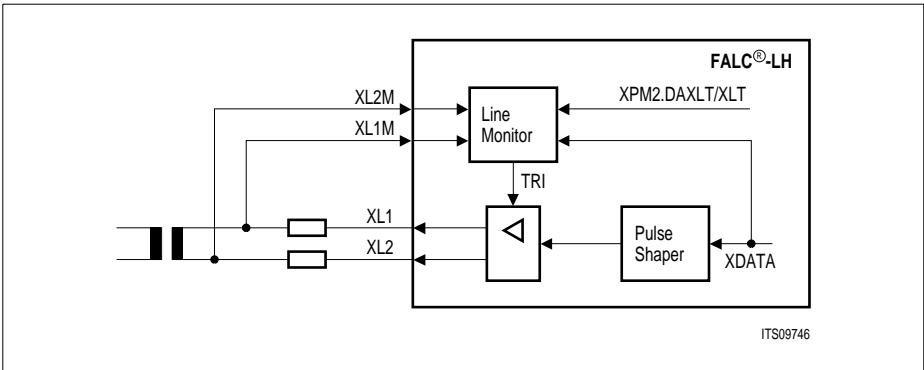 FALC®-LH
XL2M
XPM2.DAXLT/XLT
Line
Monitor
XL1M
TRI
XL1
XL2
Pulse
Shaper
XDATA
ITS09746